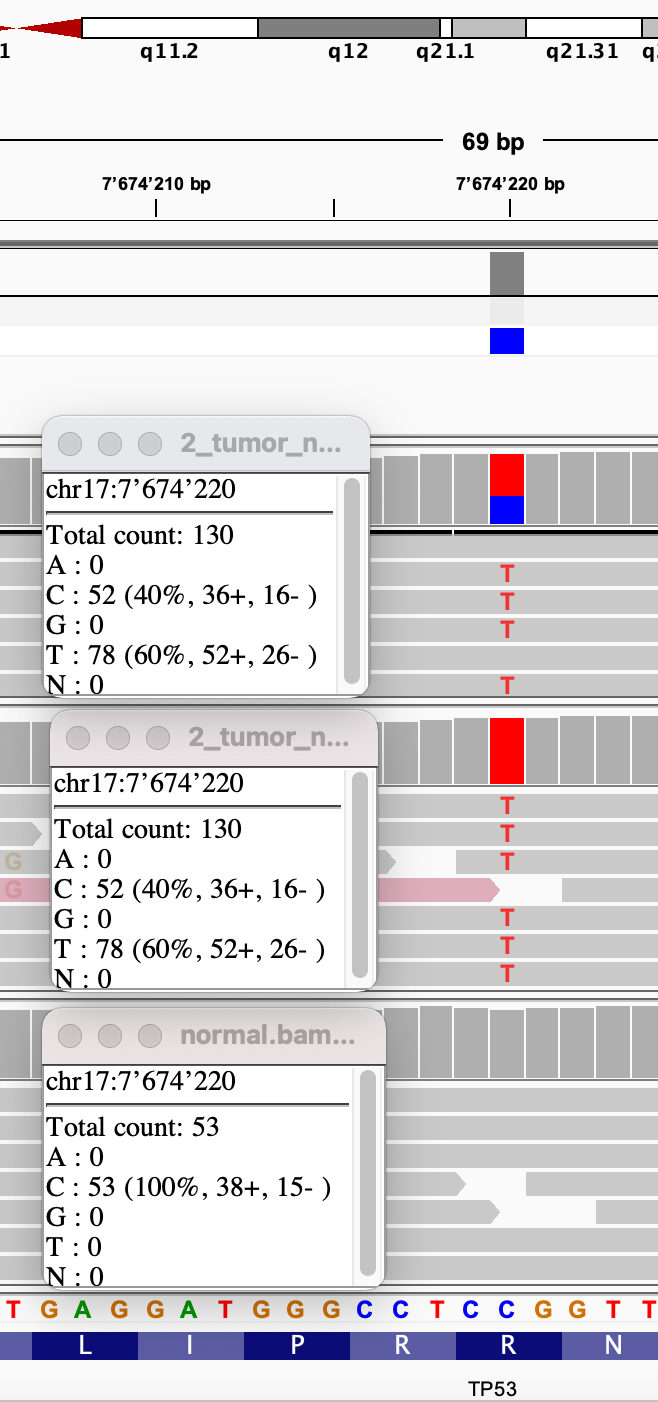 1 q11.2 q12 q21.1 q21.31 q
69 bp
7’674’210 bp 7’674’220 bp
2_tumor_n...
chr17:7’674’220
Total count: 130
A : 0
C : 52 (40%, 36+, 16- )
G : 0
T : 78 (60%, 52+, 26- )
N : 0
T
T
T
T
2_tumor_n...
chr17:7’674’220
Total count: 130
A : 0
C : 52 (40%, 36+, 16- )
G : 0
T : 78 (60%, 52+, 26- )
N : 0
T
T
G T
G
T
T
T
normal.bam...
chr17:7’674’220
Total count: 53
A : 0
C : 53 (100%, 38+, 15- )
G : 0
T : 0
N : 0
T G A G G A T G G G C C T C C G G T T
L I P R R N
TP53